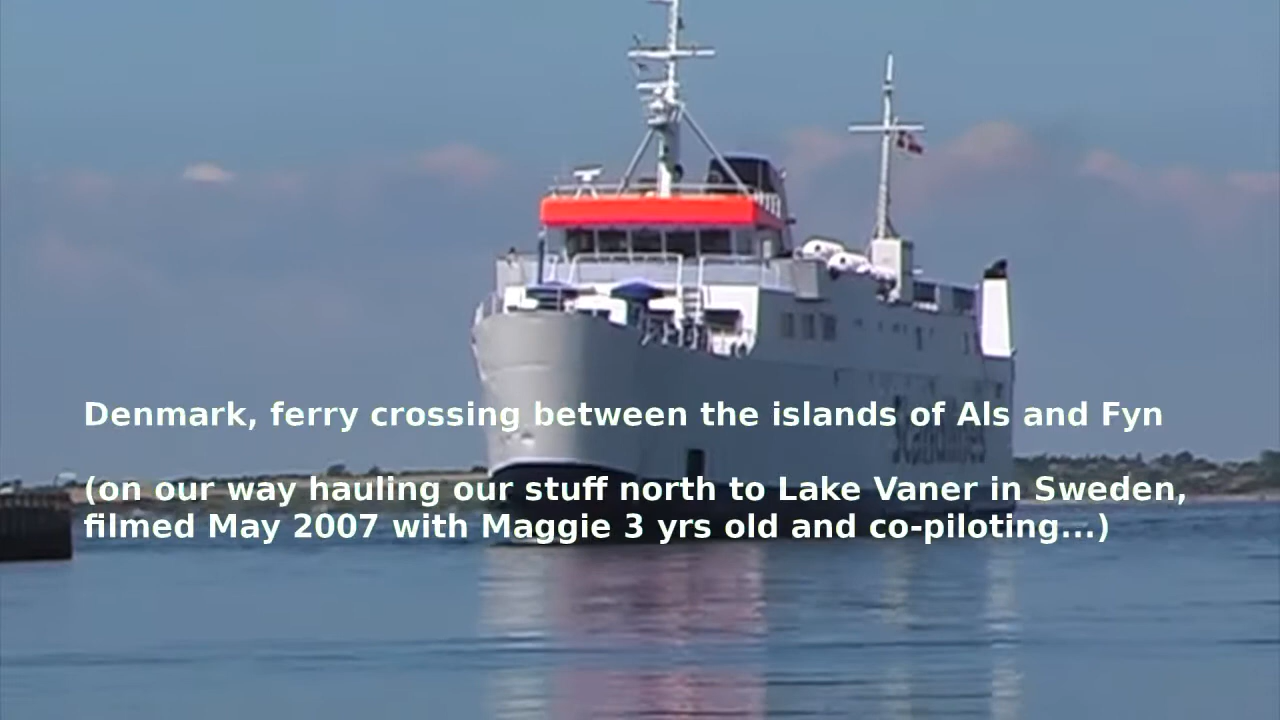 Denmark, ferry crossing between the islands of Als and Fyn
(on our way hauling our stuff north to Lake Vaner in Sweden,
filmed May 2007 with Maggie 3 yrs old and co-piloting...)
Scandlines